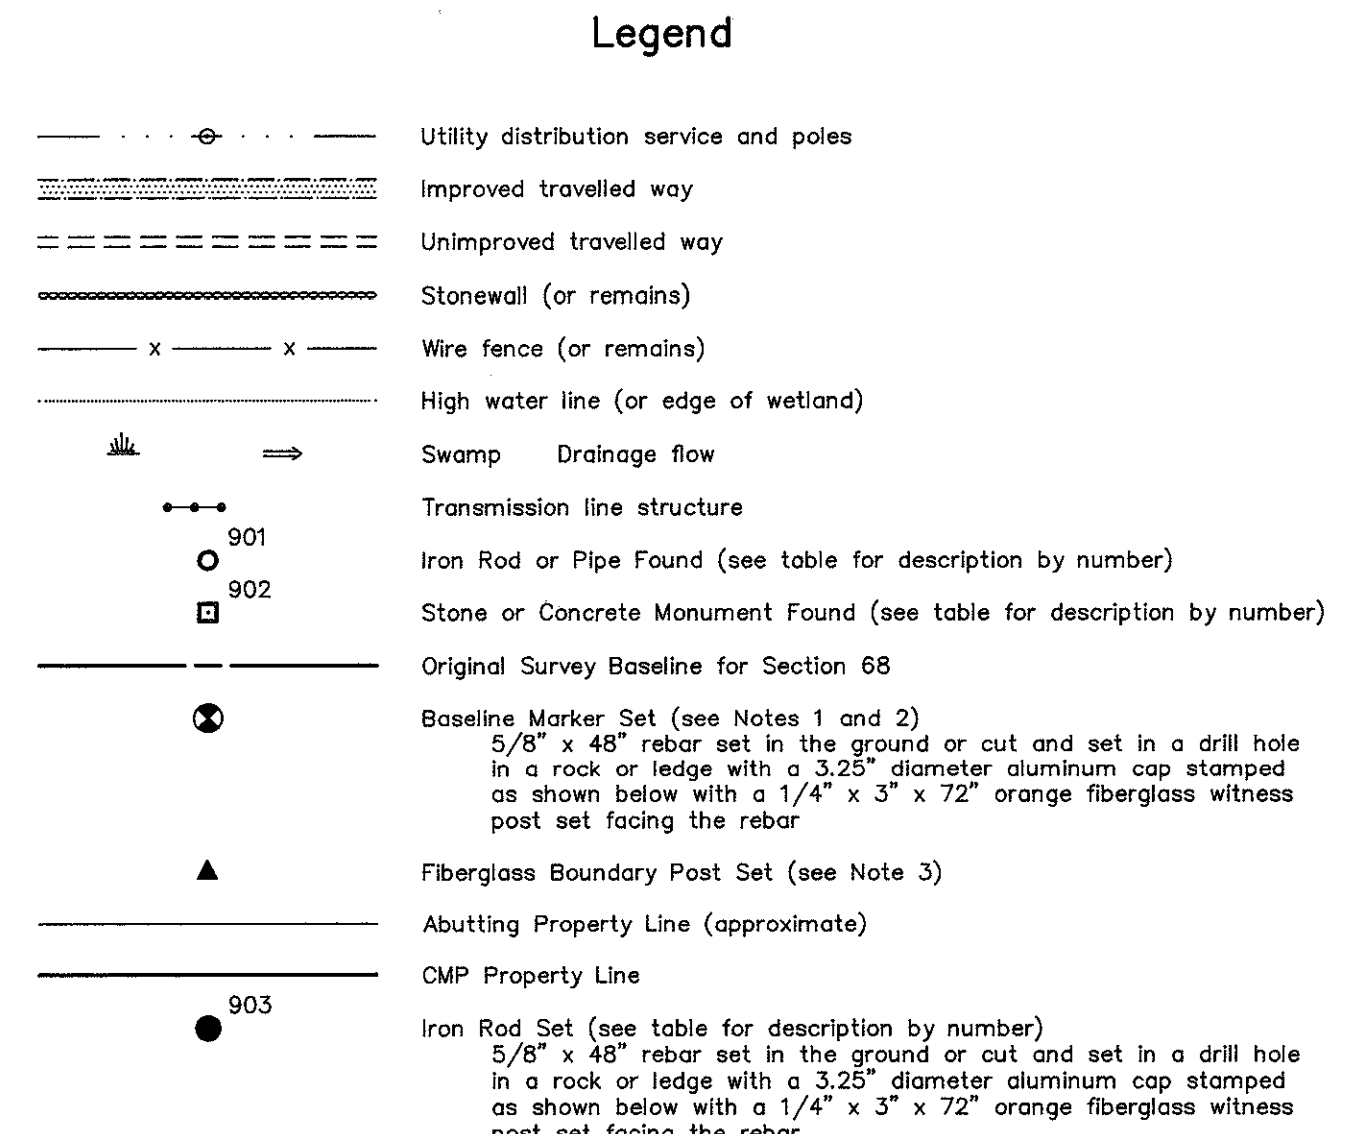 Legend
Utility distribution service and poles
Improved travelled way
Unimproved travelled way
Stonewall (or remains)
x x Wire fence (or remains)
High water line (or edge of wetland)
Swamp Drainage flow
Transmission line structure
901
Iron Rod or Pipe Found (see table for description by number)
902
Stone or Concrete Monument Found (see table for description by number)
Original Survey Baseline for Section 68
Baseline Marker Set (see Notes 1 and 2)
5/8" x 48" rebar set in the ground or cut and set in a drill hole
in a rock or ledge with a 3.25" diameter aluminum cap stamped
as shown below with a 1/4" x 3" x 72" orange fiberglass witness
post set facing the rebar
Fiberglass Boundary Post Set (see Note 3)
Abutting Property Line (approximate)
CMP Property Line
903
Iron Rod Set (see table for description by number)
5/8" x 48" rebar set in the ground or cut and set in a drill hole
in a rock or ledge with a 3.25" diameter aluminum cap stamped
as shown below with a 1/4" x 3" x 72" orange fiberglass witness
post set facing the rebar